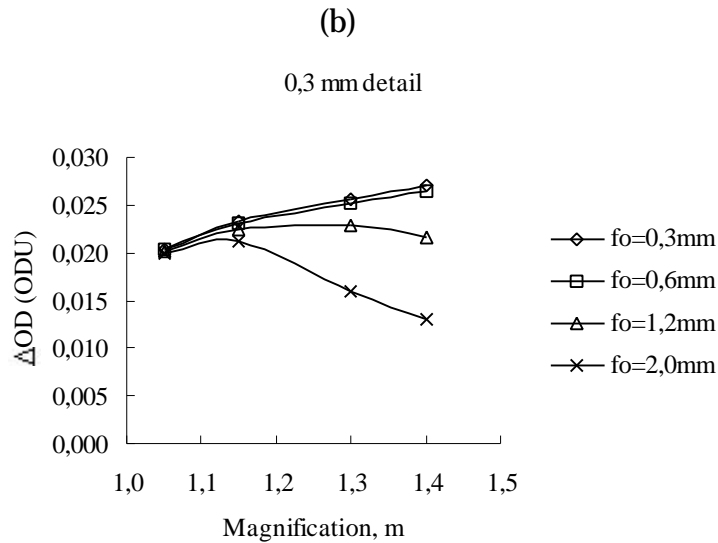 (b)
0,3 mm detail
0,030
0,025
0,020
0,015
0,010
0,005
0,000
ΔOD (ODU)
1,0 1,1 1,2 1,3 1,4 1,5
Magnification, m
fo=0,3mm
fo=0,6mm
fo=1,2mm
fo=2,0mm